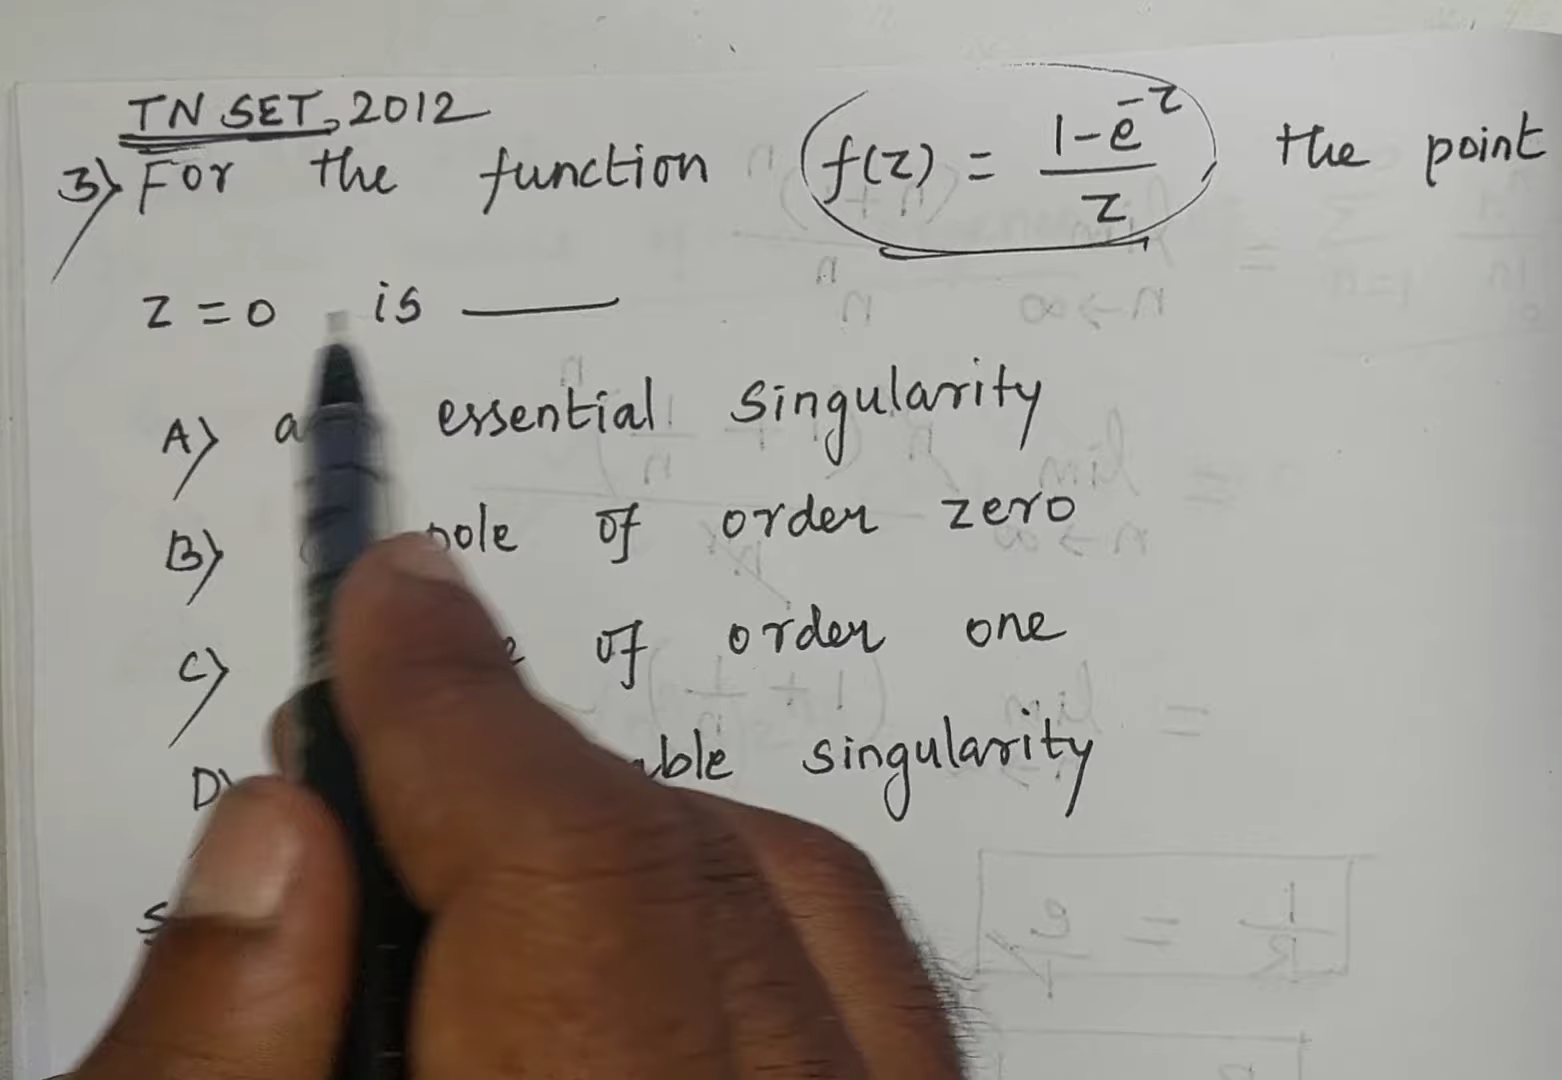 TN SET, 2012
3) For the function f(z) = 1-e^-z / z the point
z = 0 is ____
A) essential singularity
B) pole of order zero
C) of order one
D) singularity